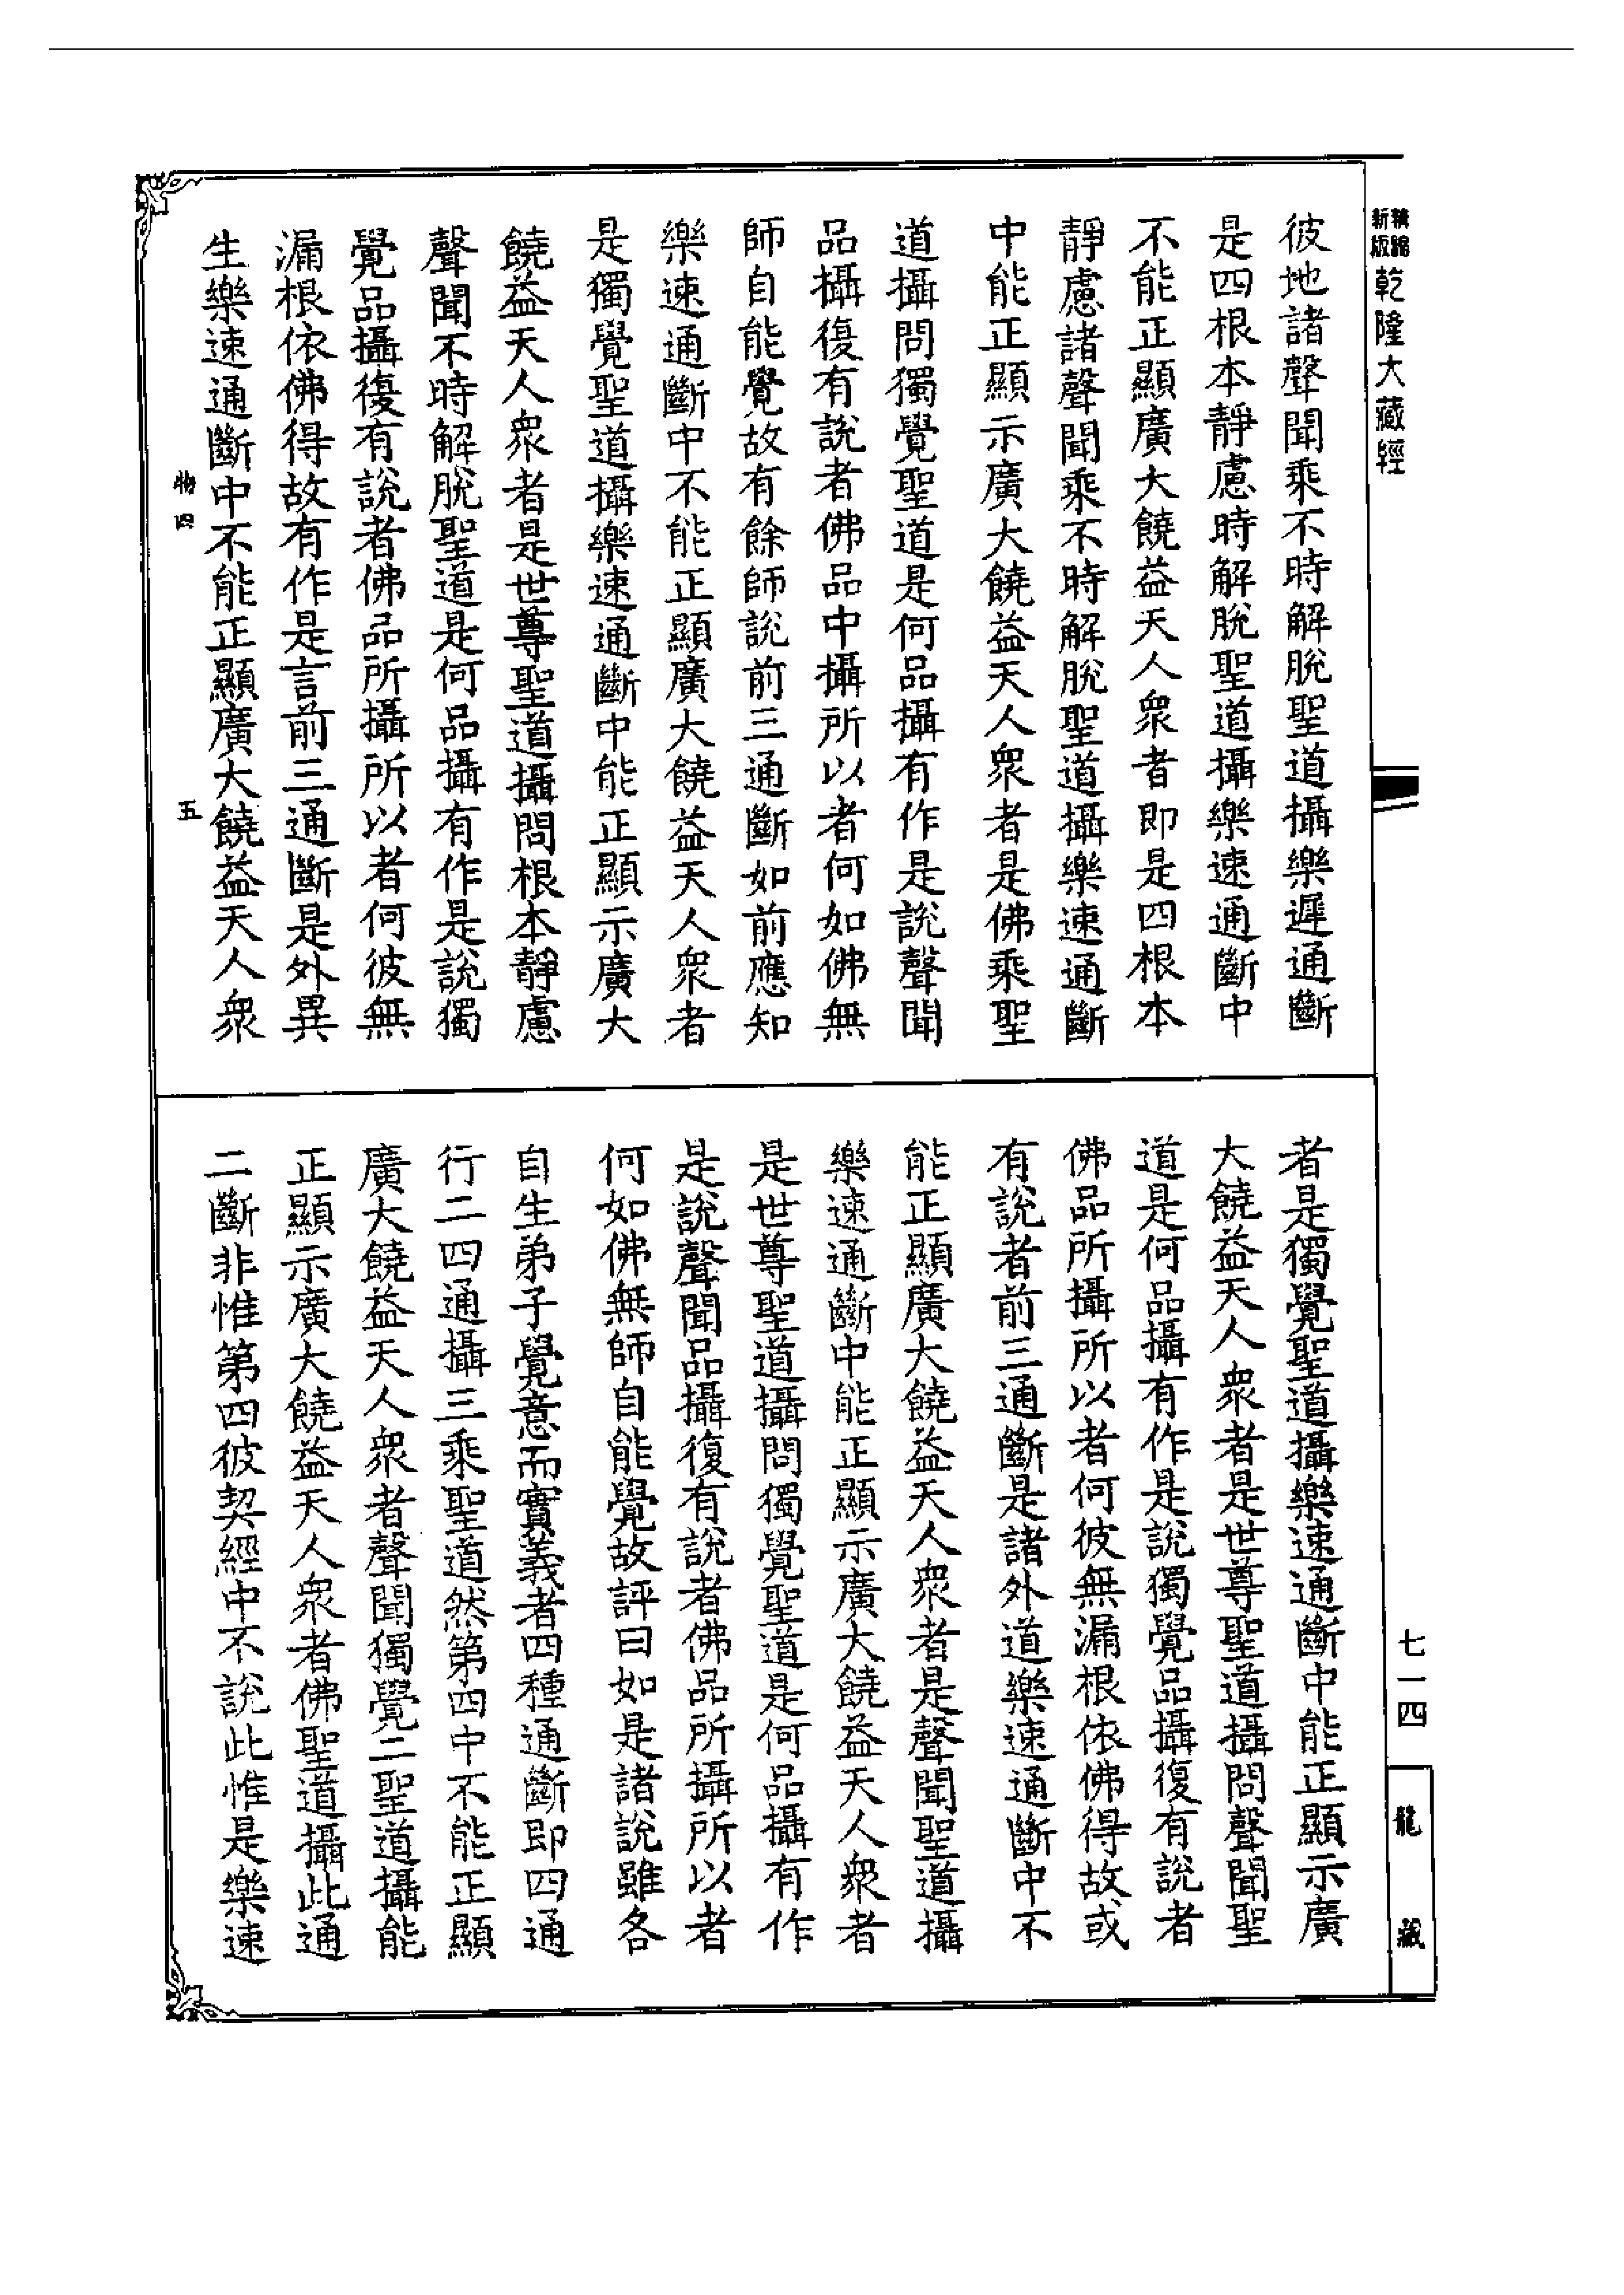 新版精縮乾隆大藏經
彼地諸聲聞乘不時解脫聖道攝樂遲通斷
是四根本靜慮時解脫聖道攝樂速通斷中
不能正顯廣大饒益天人衆者即是四根本
靜慮諸聲聞乘不時解脫聖道攝樂速通斷
中能正顯示廣大饒益天人衆者是佛乘聖
道攝問獨覺聖道是何品攝有作是說聲聞
品攝復有說者佛品中攝所以者何如佛無
師自能覺故有餘師說前三通斷如前應知
樂速通斷中不能正顯廣大饒益天人衆者
是獨覺聖道攝樂速通斷中能正顯示廣大
饒益天人衆者是世尊聖道攝問根本靜慮
聲聞不時解脫聖道是何品攝有作是說獨
覺品攝復有說者佛品所攝所以者何彼無
漏根依佛得故有作是言前三通斷是外異
生樂速通斷中不能正顯廣大饒益天人衆
物四
五
者是獨覺聖道攝樂速通斷中能正顯示廣
大饒益天人衆者是世尊聖道攝問聲聞聖
道是何品攝有作是說獨覺品攝復有說者
佛品所攝所以者何彼無漏根依佛得故或
有說者前三通斷是諸外道樂速通斷中不
能正顯廣大饒益天人衆者是聲聞聖道攝
樂速通斷中能正顯示廣大饒益天人衆者
是世尊聖道攝問獨覺聖道是何品攝有作
是說聲聞品攝復有說者佛品所攝所以者
何如佛無師自能覺故評曰如是諸說雖各
自生弟子覺意而實義者四種通斷即四通
行二四通攝三乘聖道然第四中不能正顯
廣大饒益天人衆者聲聞獨覺二聖道攝能
正顯示廣大饒益天人衆者佛聖道攝此通
二斷非惟第四彼契經中不說此惟是樂速
七一四
龍藏